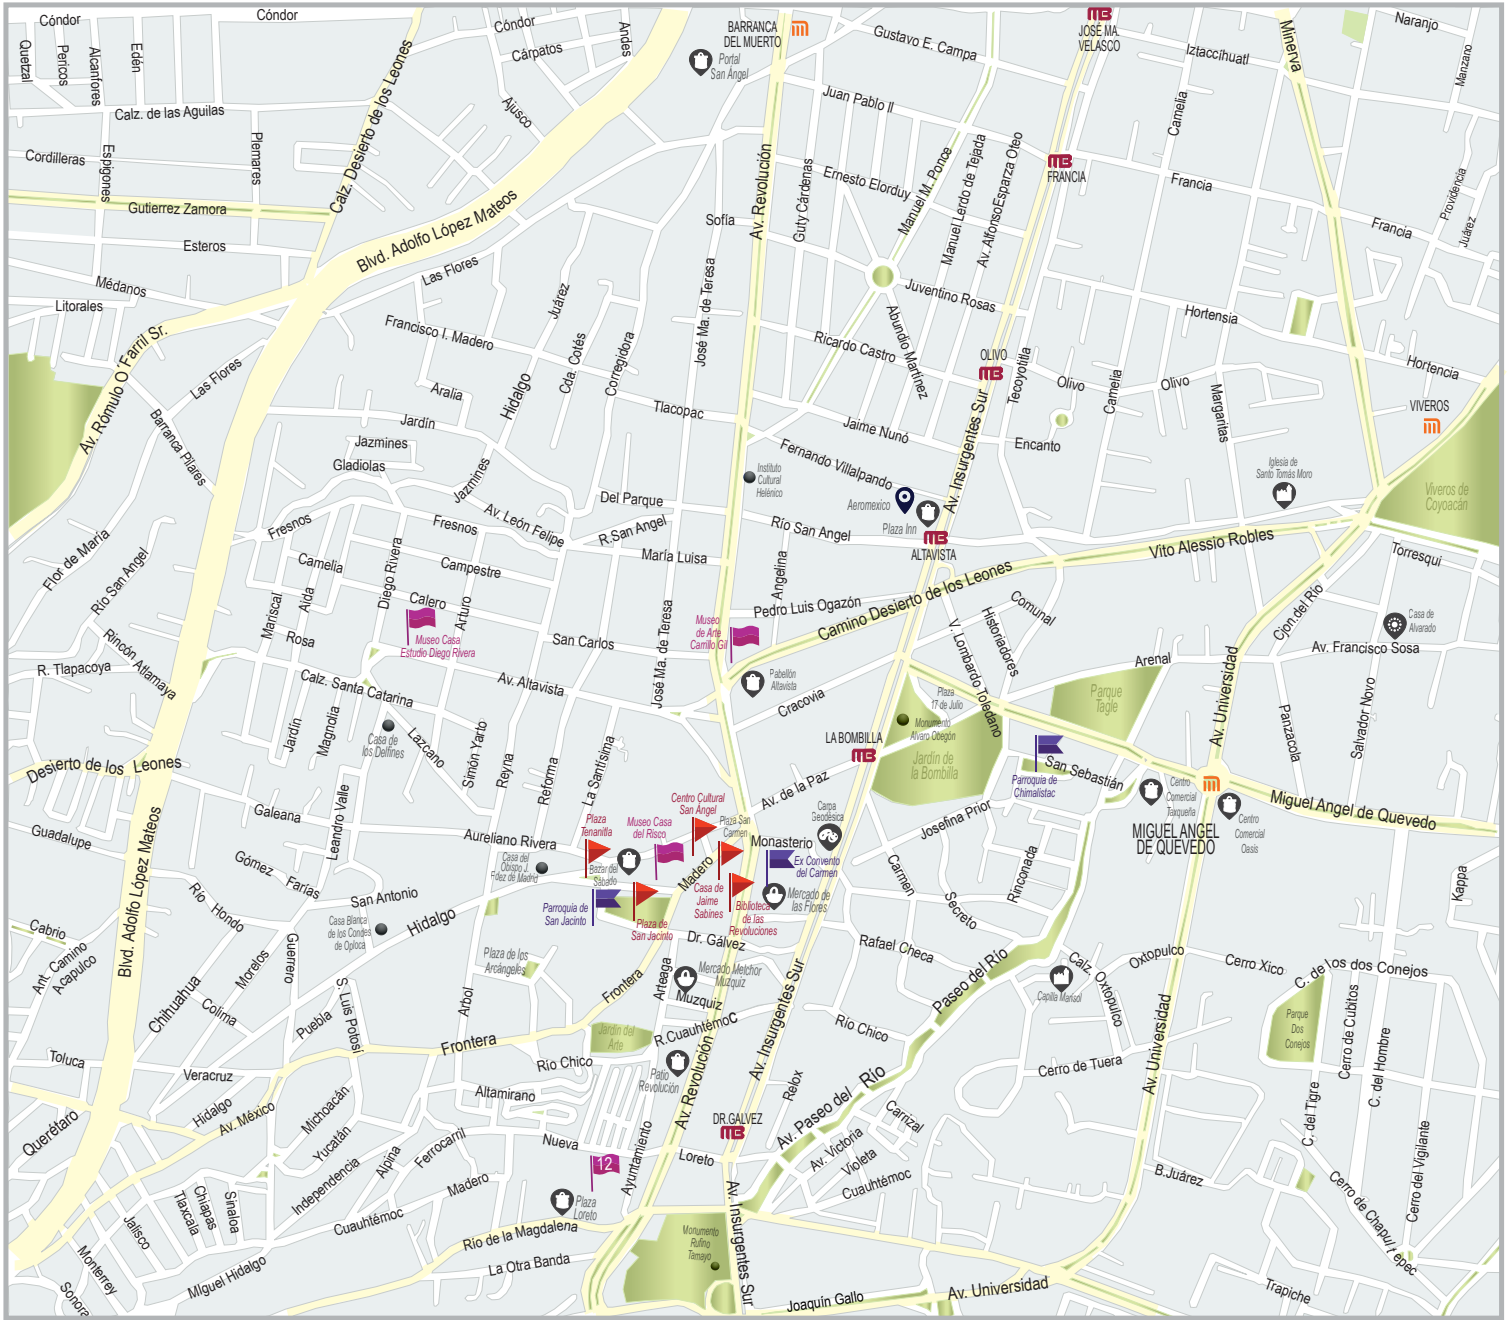 Cóndor
Cóndor
Cóndor
Cárpatos
Andes
BARRANCA
DEL MUERTO
Portal
San Ángel
Gustavo E. Campa
JOSÉ MA.
VELASCO
Iztaccíhuatl
Minerva
Naranjo
Manzano
Quetzal
Pericos
Alcanfores
Edén
Calz. de las Aguilas
Calz. Desierto de los Leones
Ajusco
Juan Pablo II
Camelia
Cordilleras
Espigones
Plemares
Av. Revolución
Guty Cárdenas
Ernesto Elorduy
Manuel M. Ponce
Manuel Lerdo de Tejada
Av. Alfonso Esparza Oteo
FRANCIA
Francia
Francia
Providencia
Juárez
Gutierrez Zamora
Esteros
Blvd. Adolfo López Mateos
Sofía
Las Flores
Médanos
Litorales
Juárez
José Ma. de Teresa
Juventino Rosas
Abundio Martínez
Hortensia
Hortencia
Av. Rómulo O´Farril Sr.
Francisco I. Madero
Cda. Cotés
Corregidora
Ricardo Castro
OLIVO
Tecoyotitla
Olivo
Camelia
Olivo
Margaritas
VIVEROS
Las Flores
Aralia
Hidalgo
Tlacopac
Jaime Nunó
Av. Insurgentes Sur
Encanto
Barranca Pilares
Jardín
Jazmines
Gladiolas
Jazmines
Fernando Villalpando
Instituto
Cultural
Helénico
Iglesia de
Santo Tomás Moro
Viveros de
Coyoacán
Del Parque
Aeromexico
Plaza Inn
Fresnos
Fresnos
Av. León Felipe
R.San Angel
Río San Angel
ALTAVISTA
Vito Alessio Robles
Torresqui
Flor de María
Río San Angel
Camelia
Diego Rivera
Campestre
María Luisa
Angelina
Camino Desierto de los Leones
Mariscal
Aida
Calero
Arturo
Pedro Luis Ogazón
Comunal
Historiadores
V. Lombardo Toledano
Cjon.del Río
Casa de
Alvarado
Rosa
Museo Casa
Estudio Diego Rivera
San Carlos
José Ma. de Teresa
Museo
de Arte
Carrillo Gil
Arenal
Av. Universidad
Av. Francisco Sosa
R. Tlapacoya
Rincón Atlamaya
Calz. Santa Catarina
Av. Altavista
Pabellón
Altavista
Cracovia
Plaza
17 de Julio
Parque
Tagle
Panzacola
Salvador Novo
Jardín
Magnolia
Casa de
los Delfines
Lazcano
Simón Yarto
Reyna
Reforma
La Santísima
LA BOMBILLA
Monumento
Alvaro Obregón
Jardín de
la Bombilla
Parroquia de
Chimalistac
San Sebastián
Desierto de los Leones
Av. de la Paz
Centro
Comercial
Taxqueña
Centro
Comercial
Oasis
Miguel Angel de Quevedo
MIGUEL ANGEL
DE QUEVEDO
Guadalupe
Galeana
Leandro Valle
Aureliano Rivera
Plaza
Tenanitla
Museo Casa
del Risco
Centro Cultural
San Ángel
Plaza San
Carmen
Carpa
Geodésica
Monasterio
Josefina Prior
Gómez
Farías
Casa del
Obispo J.
Fdez de Madrid
Bazar del
Sábado
Madero
Ex Convento
del Carmen
Carmen
Secreto
Rinconada
Kappa
Río
Hondo
San Antonio
Parroquia de
San Jacinto
Plaza de
San Jacinto
Casa de
Jaime
Sabines
Biblioteca
de las
Revoluciones
Mercado de
las Flores
Cabrio
Casa Blanca
de los Condes
de Oploca
Hidalgo
Dr. Gálvez
Rafael Checa
Ant. Camino
Acapulco
Blvd. Adolfo López Mateos
Guerrero
Morelos
Plaza de los
Arcángeles
Frontera
Arteaga
Mercado Melchor
Muzquiz
Muzquiz
Paseo del Río
Calz. Oxtopulco
Capilla Marisol
Oxtopulco
Cerro Xico
C. de los dos Conejos
Chihuahua
Colima
Puebla
S. Luis Potosí
Arbol
Frontera
Jardín del
Arte
R.Cuauhtémoc
Av. Insurgentes Sur
Río Chico
Av. Universidad
Parque
Dos
Conejos
Cerro de Cubitos
C. del Hombre
Toluca
Veracruz
Río Chico
Patio
Revolución
Av. Revolución
Cerro de Tuera
Altamirano
Relox
Av. Paseo del Río
Querétaro
Hidalgo
Av. México
Michoacán
Yucatán
Ferrocarril
Alpina
Nueva
12
Ayuntamiento
Loreto
DR.GALVEZ
Carrizal
Av. Victoria
Violeta
Cuauhtémoc
C. del Tigre
Cerro del Vigilante
B.Juárez
Independencia
Madero
Plaza
Loreto
Tlaxcala
Chiapas
Sinaloa
Jalisco
Cuauhtémoc
Río de la Magdalena
Monumento
Rufino
Tamayo
Av. Insurgentes Sur
Cerro de Chapultepec
Monterrey
Sonora
MIguel Hidalgo
La Otra Banda
Joaquín Gallo
Av. Universidad
Trapiche